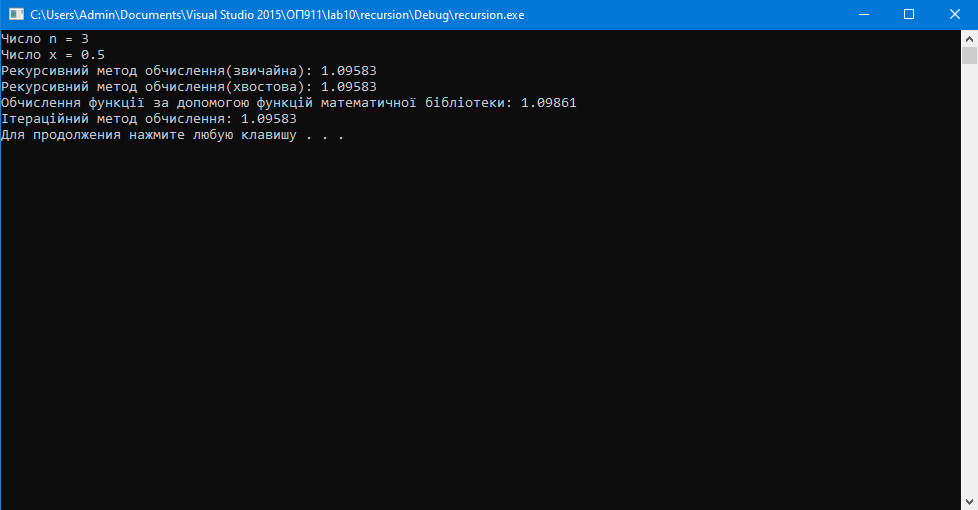 C:\Users\Admin\Documents\Visual Studio 2015\ОП911\lab10\recursion\Debug\recursion.exe
Число n = 3
Число x = 0.5
Рекурсивний метод обчислення(звичайна): 1.09583
Рекурсивний метод обчислення(хвостова): 1.09583
Обчислення функції за допомогою функцій математичної бібліотеки: 1.09861
Ітераційний метод обчислення: 1.09583
Для продолжения нажмите любую клавишу . . .